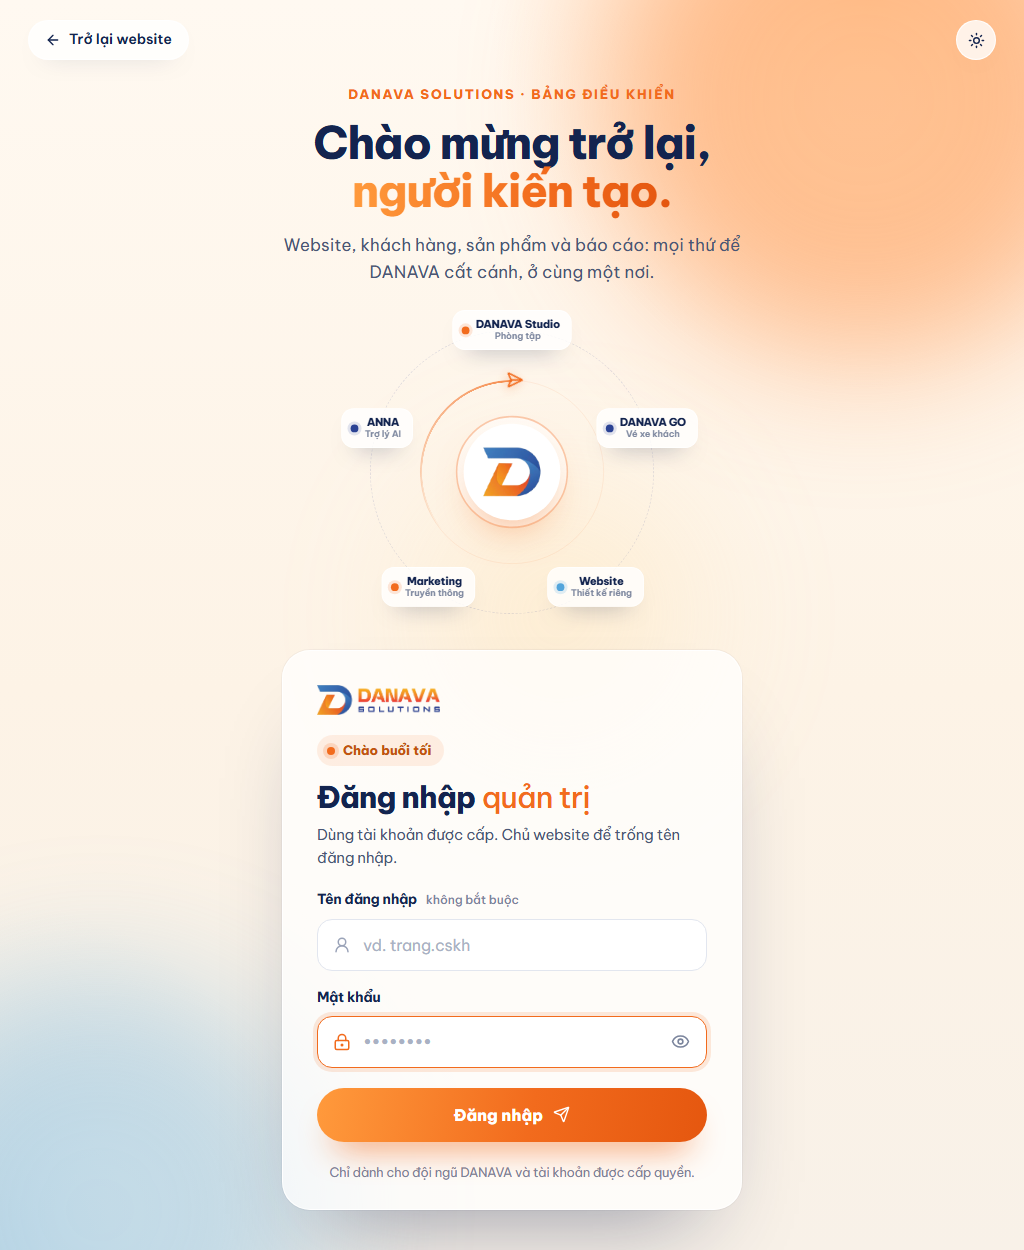 Trở lại website
DANAVA SOLUTIONS · BẢNG ĐIỀU KHIỂN
Chào mừng trở lại,
người kiến tạo.
Website, khách hàng, sản phẩm và báo cáo: mọi thứ để
DANAVA cất cánh, ở cùng một nơi.
DANAVA Studio
Phòng tập
ANNA
Trợ lý AI
DANAVA GO
Vé xe khách
Marketing
Truyền thông
Website
Thiết kế riêng
DANAVA
SOLUTIONS
Chào buổi tối
Đăng nhập quản trị
Dùng tài khoản được cấp. Chủ website để trống tên
đăng nhập.
Tên đăng nhập không bắt buộc
vd. trang.cskh
Mật khẩu
••••••••
Đăng nhập
Chỉ dành cho đội ngũ DANAVA và tài khoản được cấp quyền.